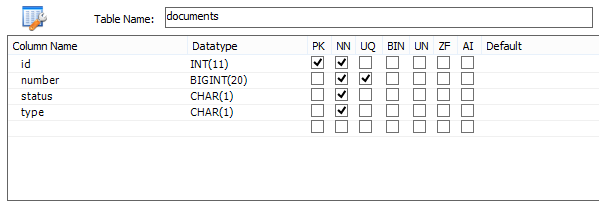 Table Name: documents
Column Name Datatype PK NN UQ BIN UN ZF AI Default
id INT(11)
number BIGINT(20)
status CHAR(1)
type CHAR(1)